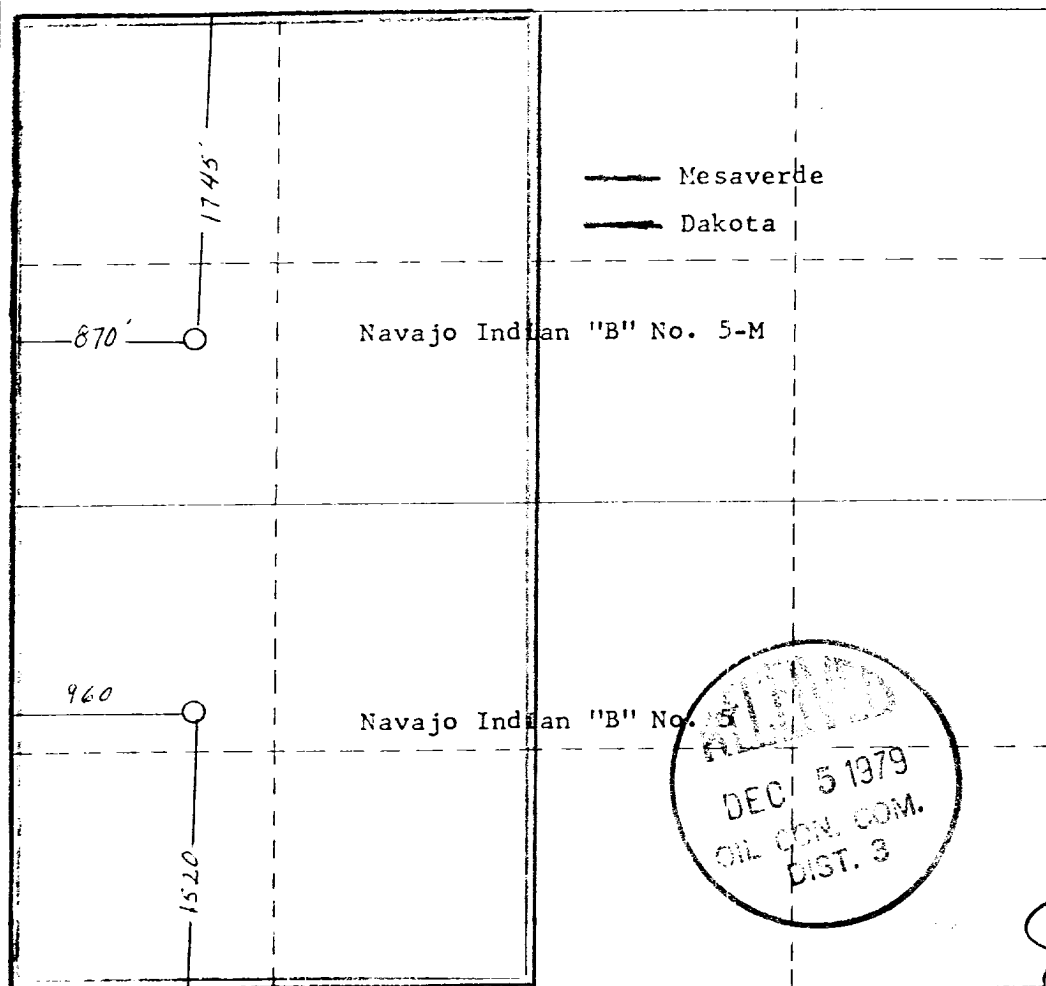 1745'
Mesaverde
Dakota
870'
Navajo Indian "B" No. 5-M
960
Navajo Indian "B" No. 5
DEC 5 1979
OIL CON. COM.
DIST. 3
1520